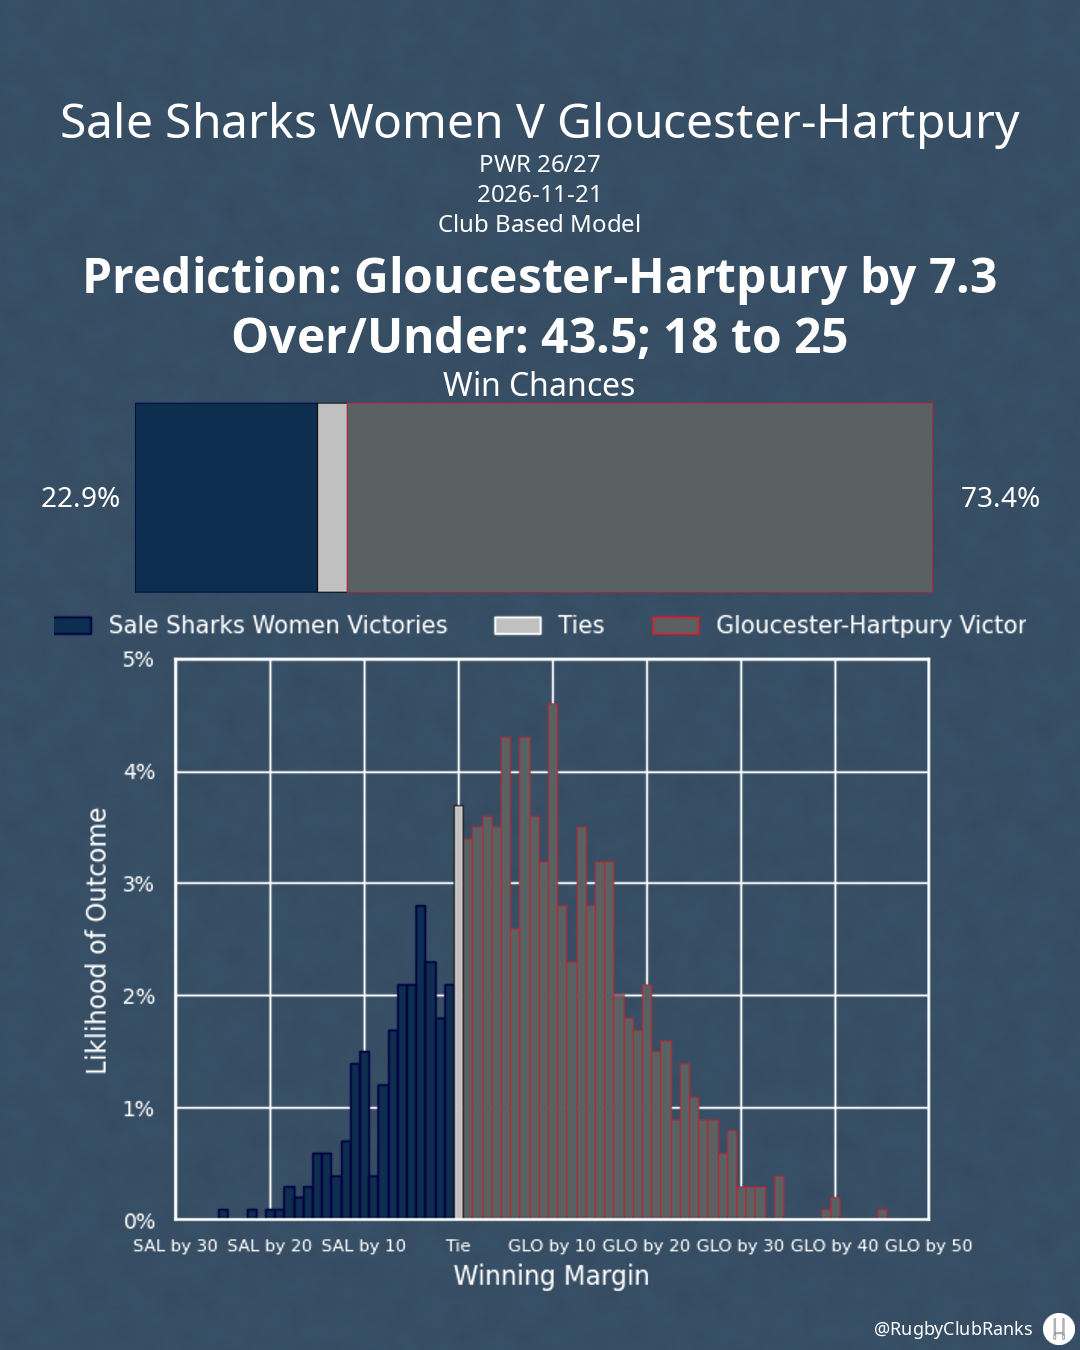 Sale Sharks Women V Gloucester-Hartpury
PWR 26/27
2026-11-21
Club Based Model
Prediction: Gloucester-Hartpury by 7.3
Over/Under: 43.5; 18 to 25
Win Chances
22.9%
73.4%
Sale Sharks Women Victories
Ties
Gloucester-Hartpury Victor
5%
4%
3%
2%
1%
0%
Liklihood of Outcome
SAL by 30 SAL by 20 SAL by 10 Tie GLO by 10 GLO by 20 GLO by 30 GLO by 40 GLO by 50
Winning Margin
@RugbyClubRanks